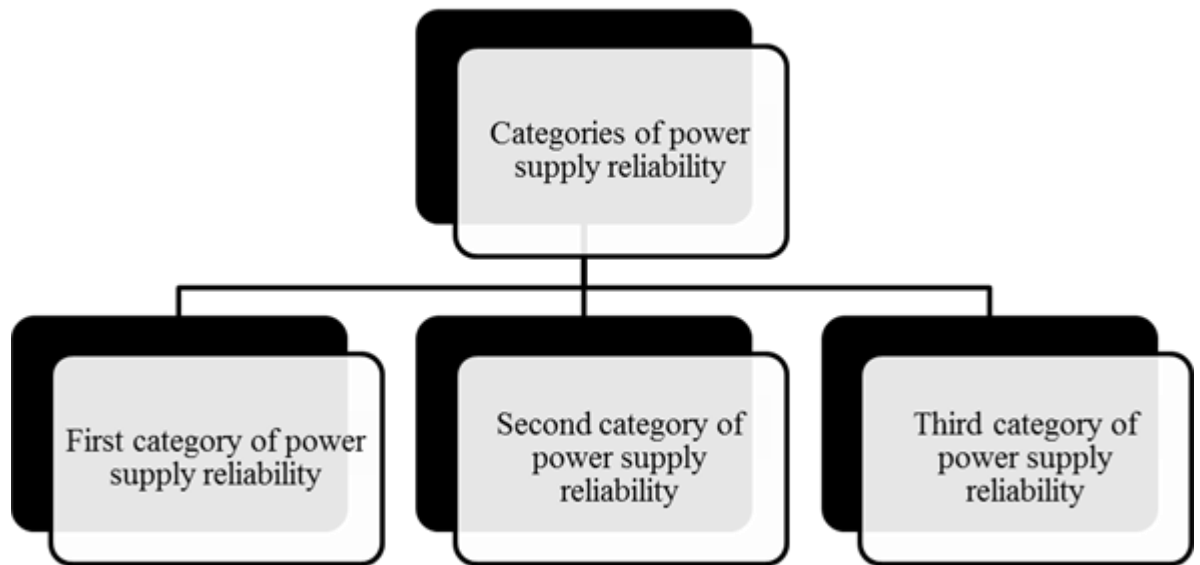 Categories of power
supply reliability
First category of power
supply reliability
Second category of
power supply
reliability
Third category of
power supply
reliability